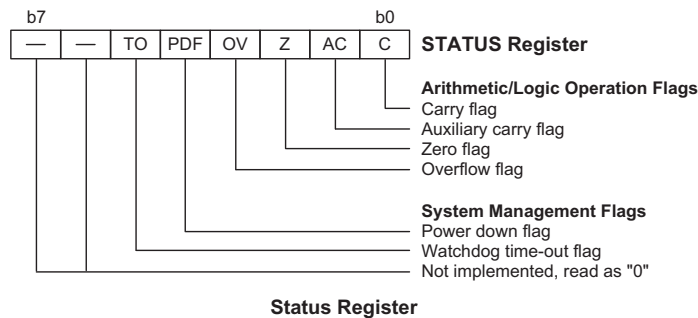 b7 b0
— — TO PDF OV Z AC C STATUS Register
Arithmetic/Logic Operation Flags
Carry flag
Auxiliary carry flag
Zero flag
Overflow flag
System Management Flags
Power down flag
Watchdog time-out flag
Not implemented, read as "0"
Status Register